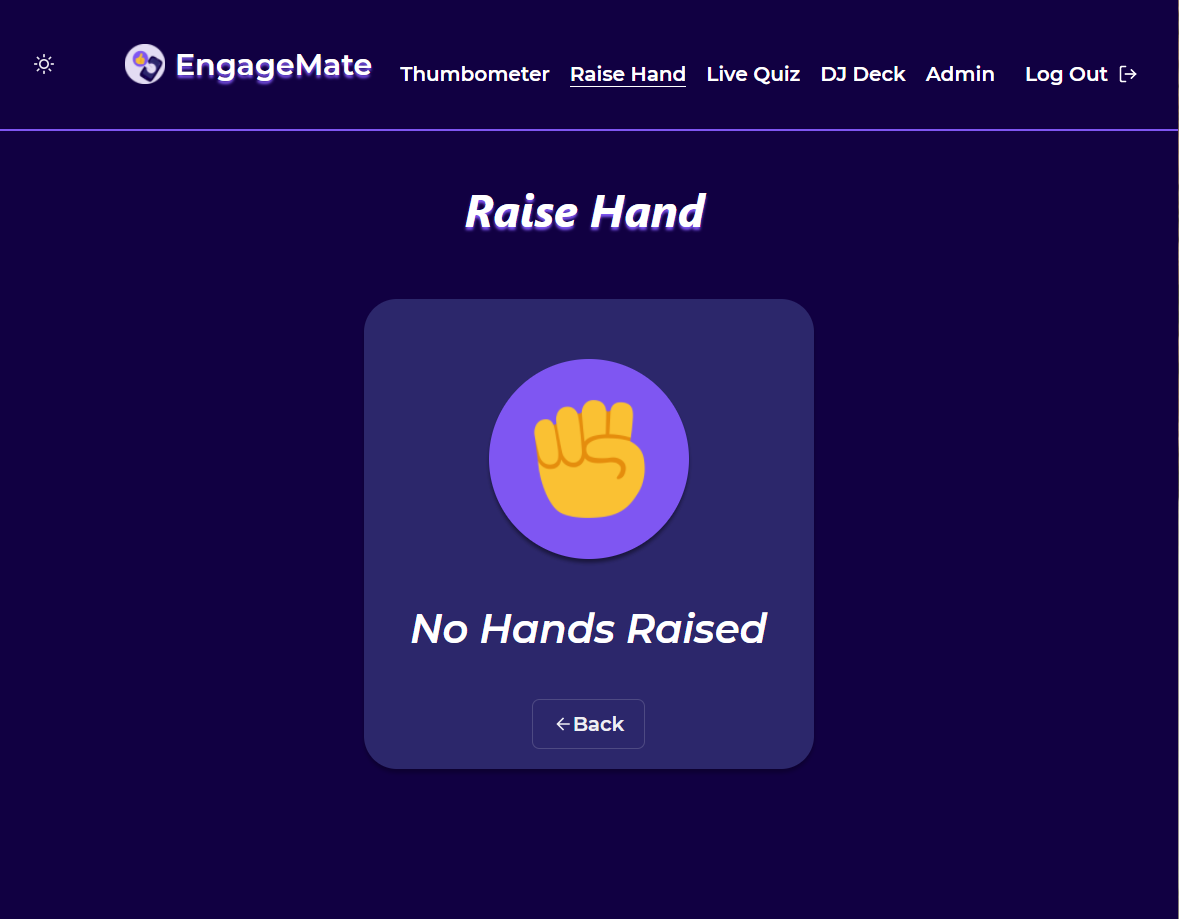 EngageMate Thumbometer Raise Hand Live Quiz DJ Deck Admin Log Out
Raise Hand
No Hands Raised
Back